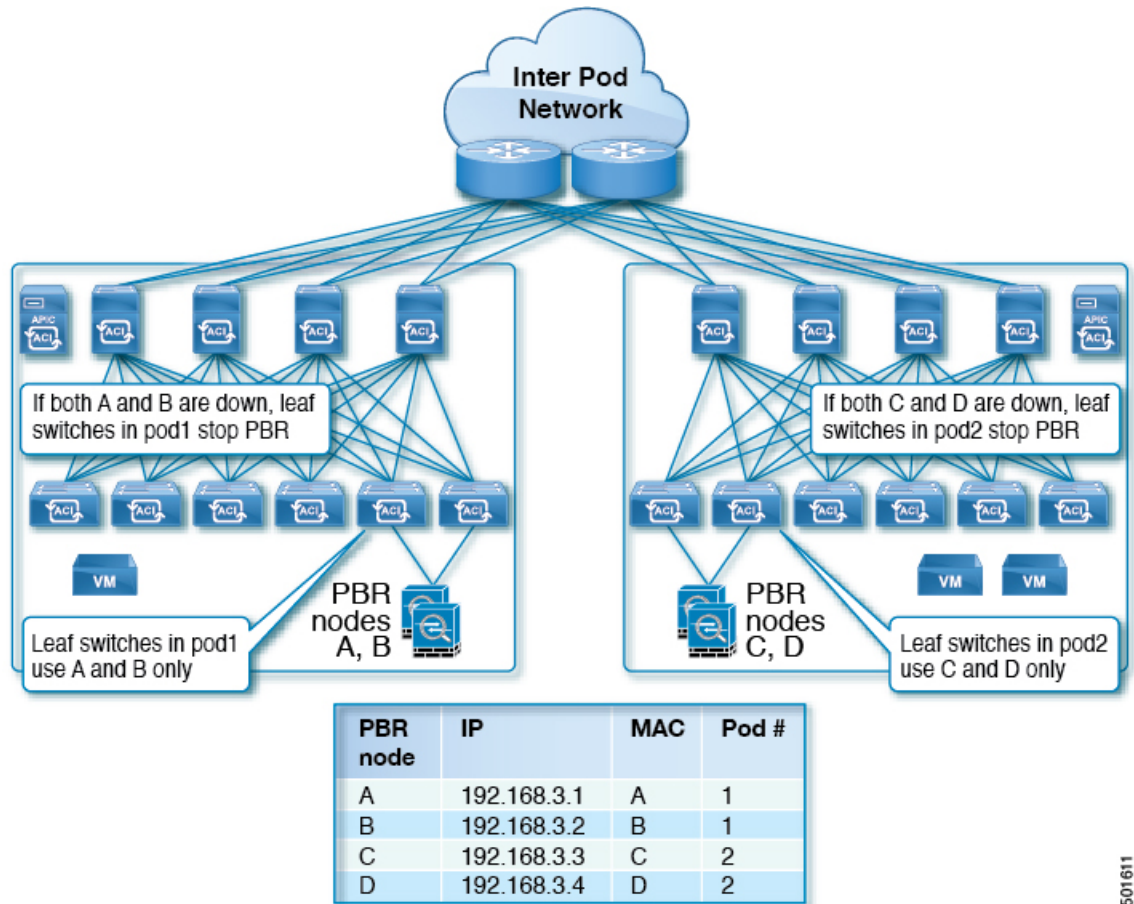 Inter Pod
Network
APIC
ACI
ACI
ACI
ACI
ACI
ACI
ACI
ACI
ACI
APIC
ACI
If both A and B are down, leaf
switches in pod1 stop PBR
If both C and D are down, leaf
switches in pod2 stop PBR
ACI
ACI
ACI
ACI
ACI
ACI
ACI
ACI
ACI
ACI
ACI
ACI
VM
VM
VM
PBR
nodes
A, B
PBR
nodes
C, D
Leaf switches in pod1
use A and B only
Leaf switches in pod2
use C and D only
PBR node IP MAC Pod #
A 192.168.3.1 A 1
B 192.168.3.2 B 1
C 192.168.3.3 C 2
D 192.168.3.4 D 2
501611